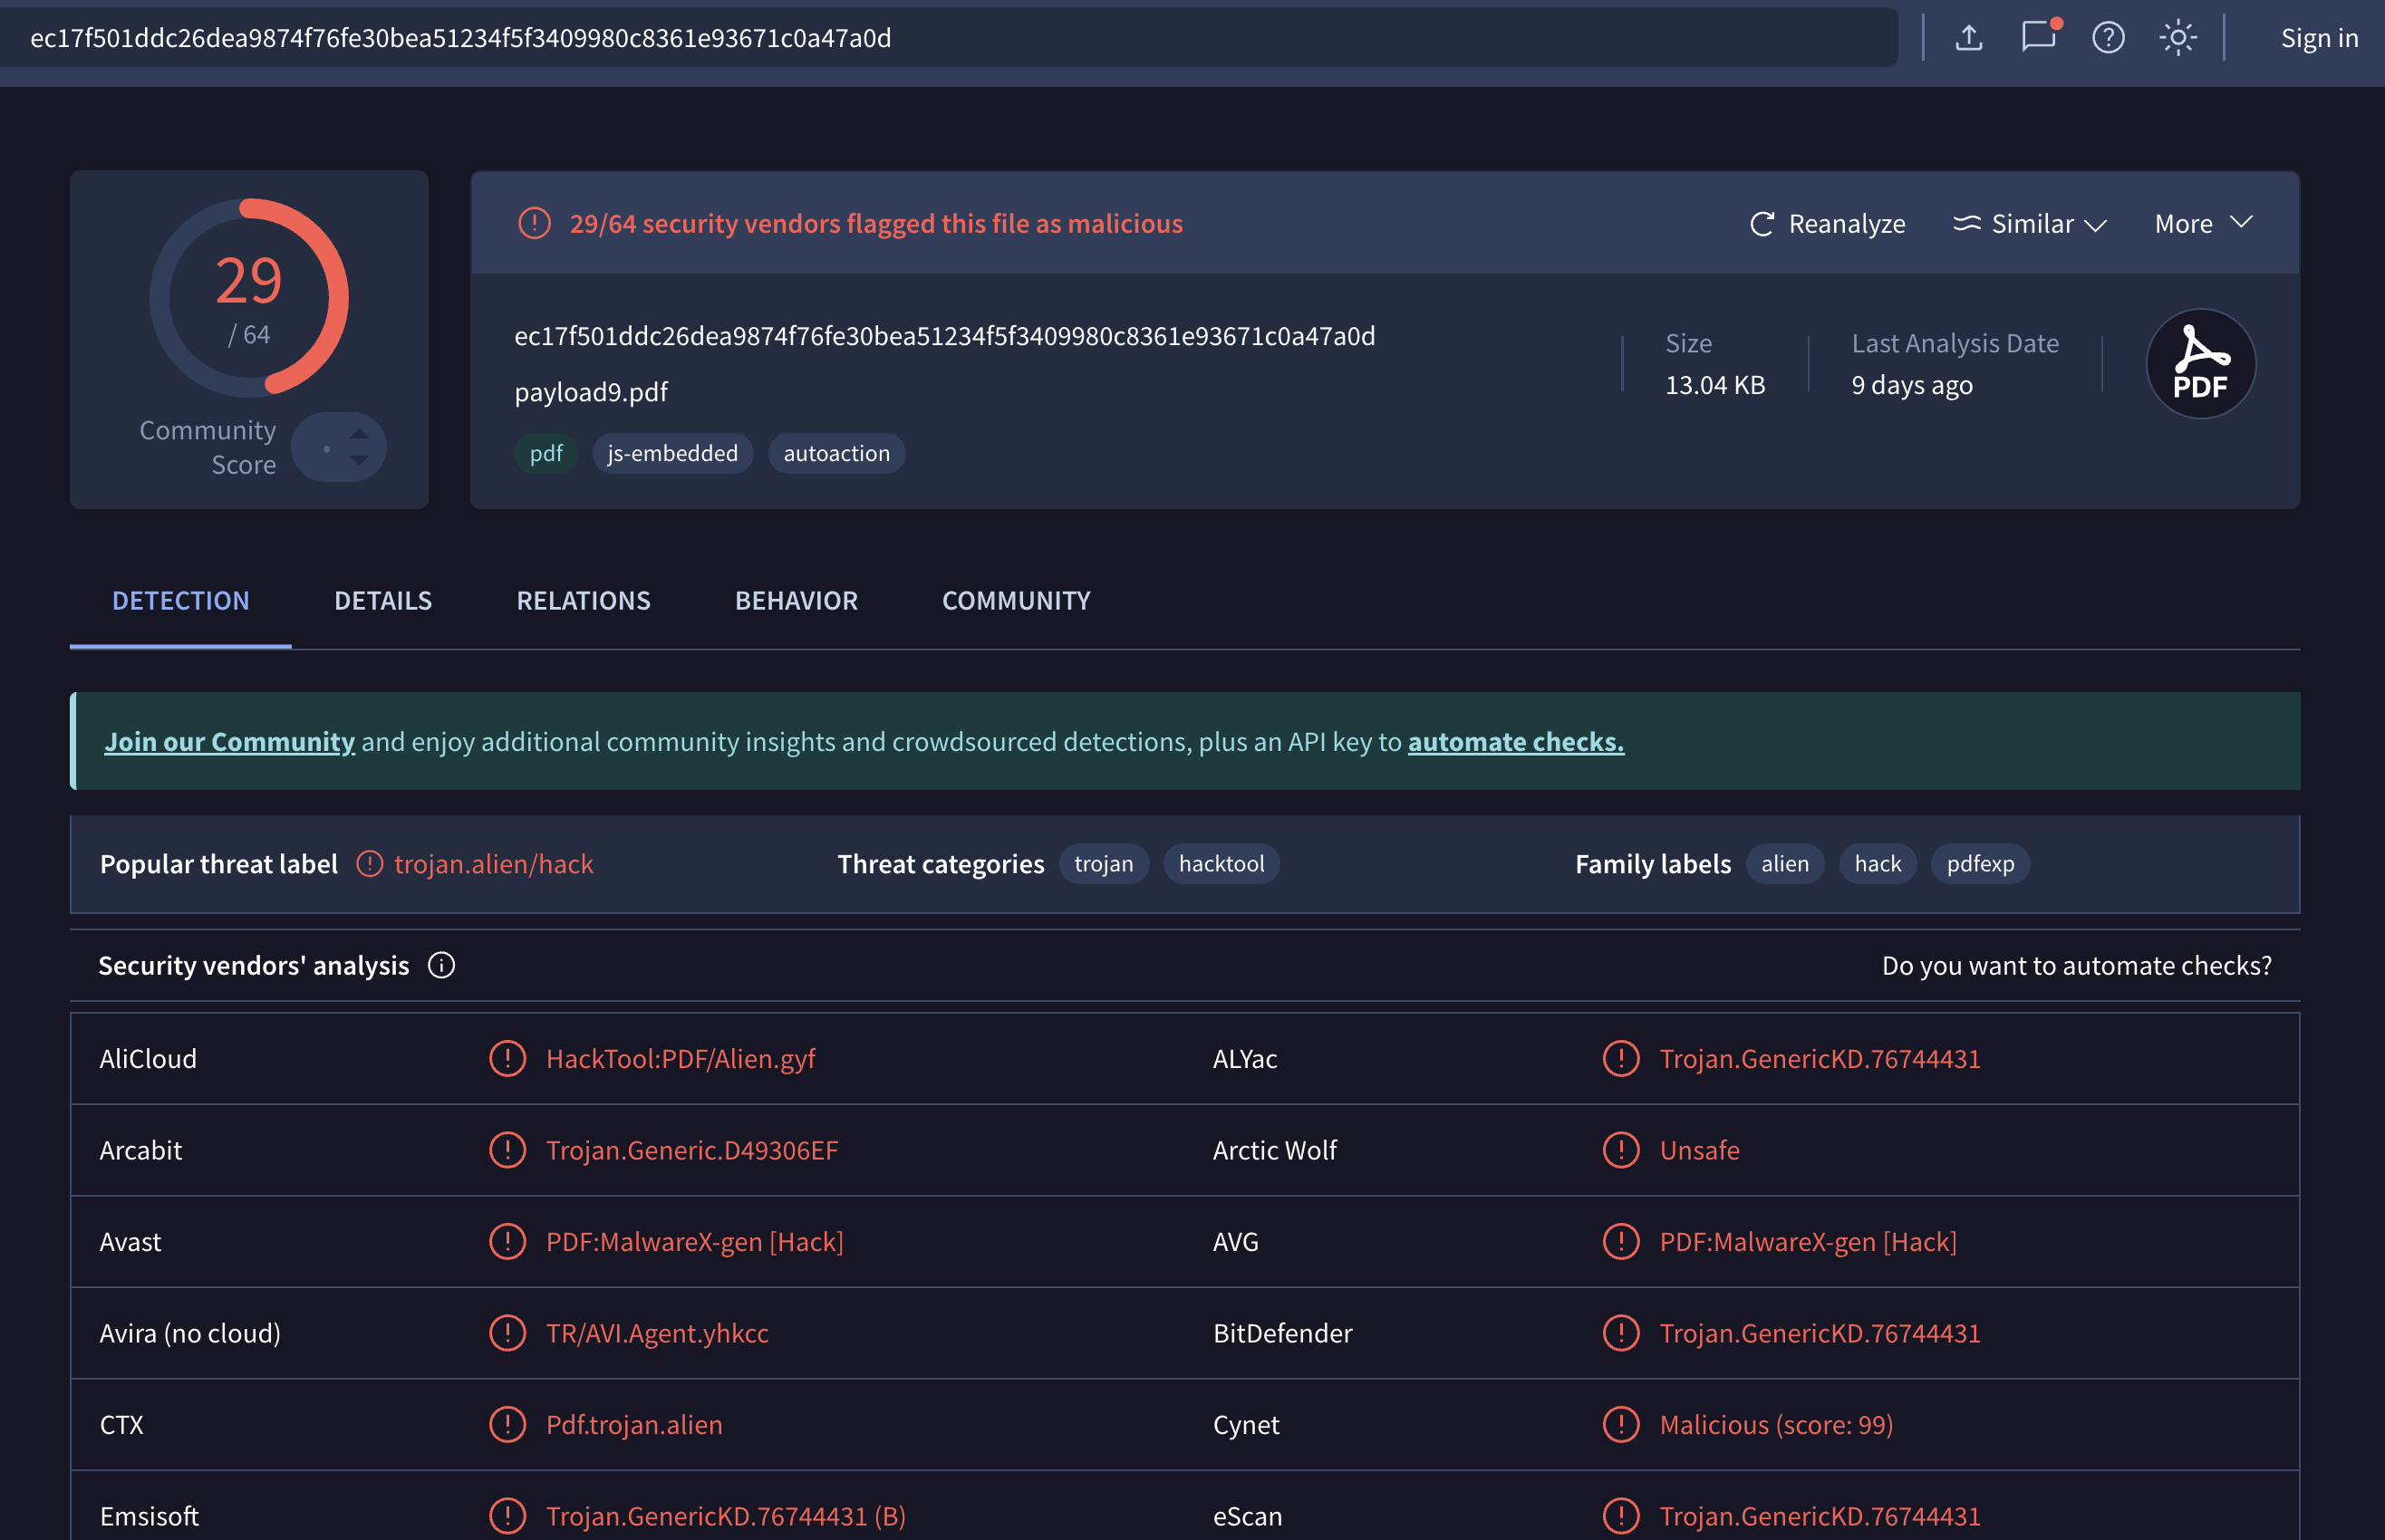 ec17f501ddc26dea9874f76fe30bea51234f5f3409980c8361e93671c0a47a0d
Sign in
29
/ 64
Community
Score
29/64 security vendors flagged this file as malicious
Reanalyze
Similar
More
ec17f501ddc26dea9874f76fe30bea51234f5f3409980c8361e93671c0a47a0d
payload9.pdf
pdf js-embedded autoaction
Size
13.04 KB
Last Analysis Date
9 days ago
PDF
DETECTION DETAILS RELATIONS BEHAVIOR COMMUNITY
Join our Community and enjoy additional community insights and crowdsourced detections, plus an API key to automate checks.
Popular threat label trojan.alien/hack Threat categories trojan hacktool Family labels alien hack pdfexp
Security vendors' analysis Do you want to automate checks?
AliCloud HackTool:PDF/Alien.gyf ALYac Trojan.GenericKD.76744431
Arcabit Trojan.Generic.D49306EF Arctic Wolf Unsafe
Avast PDF:MalwareX-gen [Hack] AVG PDF:MalwareX-gen [Hack]
Avira (no cloud) TR/AVI.Agent.yhkcc BitDefender Trojan.GenericKD.76744431
CTX Pdf.trojan.alien Cynet Malicious (score: 99)
Emsisoft Trojan.GenericKD.76744431 (B) eScan Trojan.GenericKD.76744431